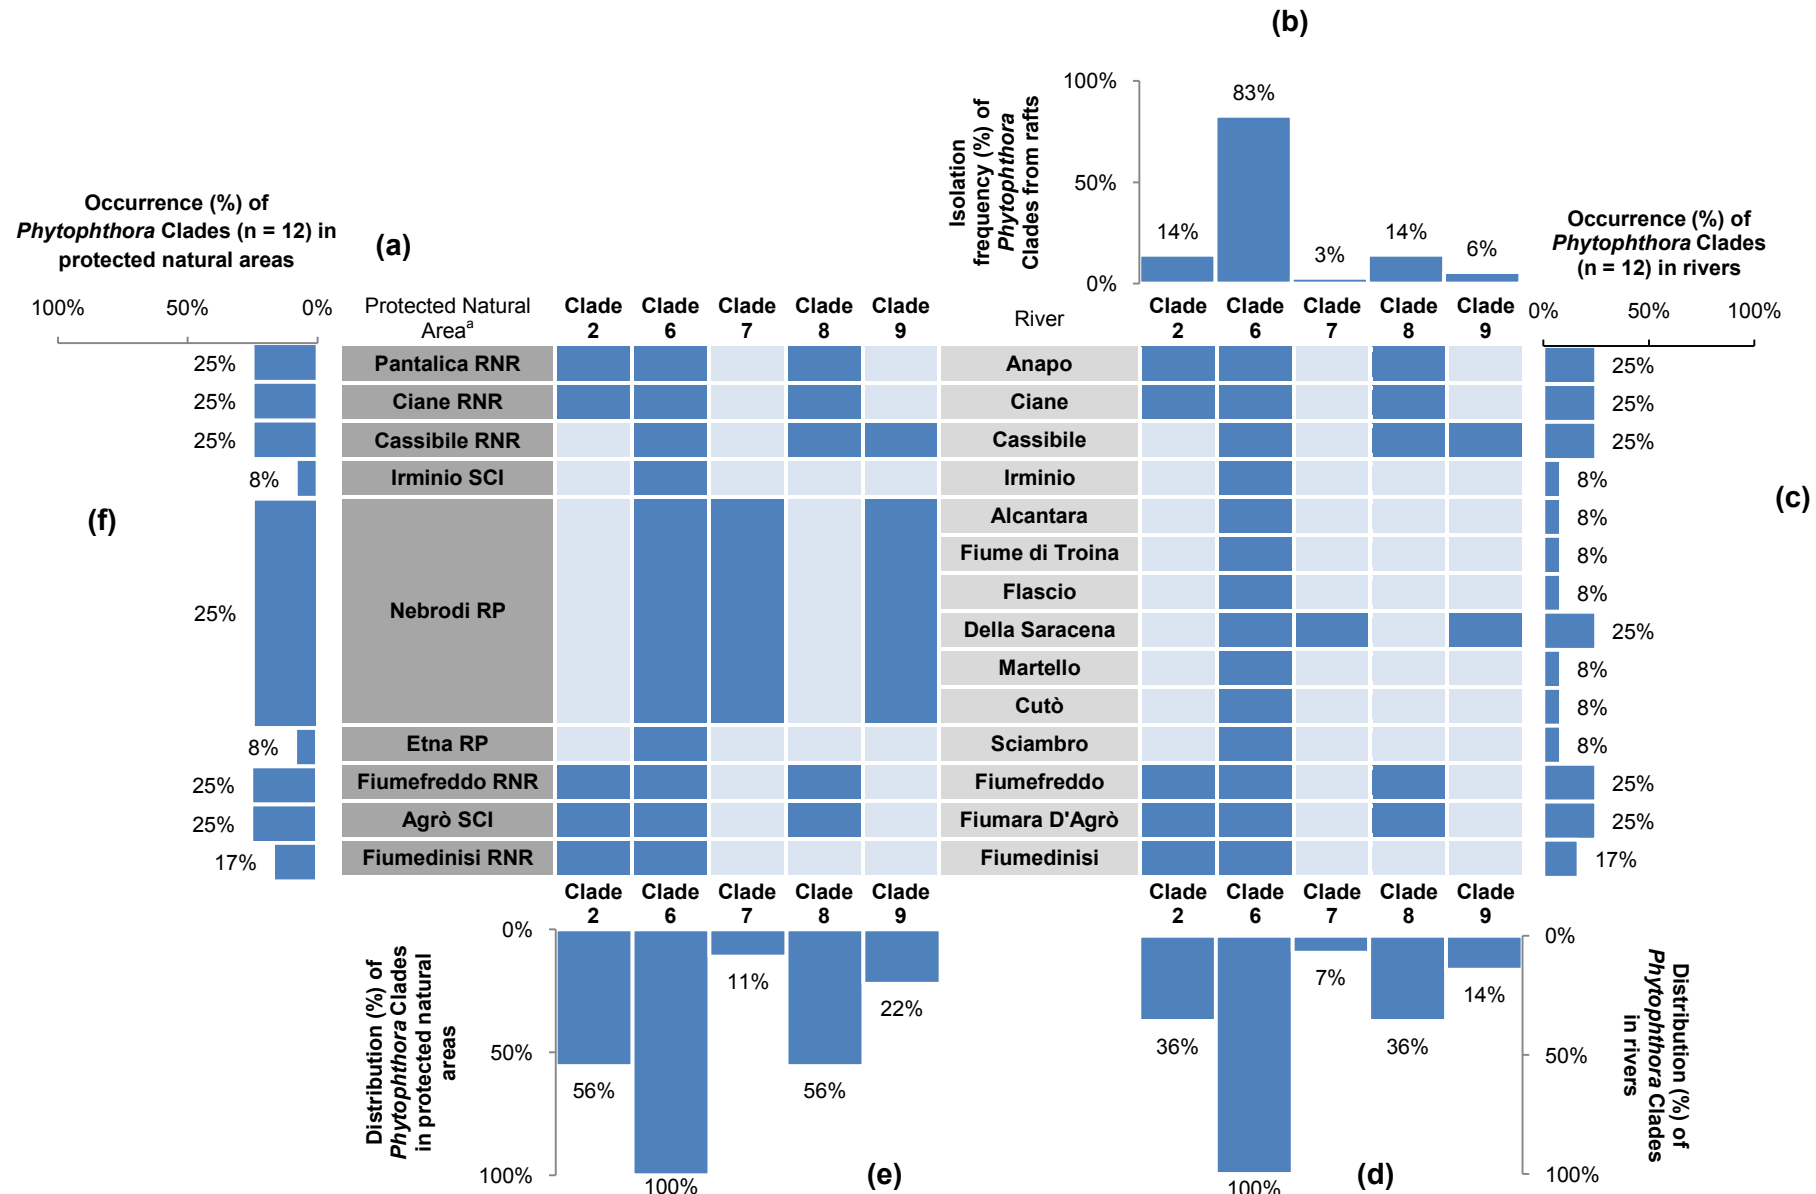 (b)
Isolation
frequency (%) of
Phytophthora
Clades from rafts
100%
50%
0%
14%
83%
3%
14%
6%
Occurrence (%) of
Phytophthora Clades (n = 12) in
protected natural areas
(a)
Occurrence (%) of
Phytophthora Clades
(n = 12) in rivers
100% 50% 0%
Protected Natural
Area^a
Clade 2 Clade 6 Clade 7 Clade 8 Clade 9
River
Clade 2 Clade 6 Clade 7 Clade 8 Clade 9
0% 50% 100%
25% Pantalica RNR Anapo 25%
25% Ciane RNR Ciane 25%
25% Cassibile RNR Cassibile 25%
8% Irminio SCI Irminio 8%
(f)
(c)
Alcantara 8%
Fiume di Troina 8%
Flascio 8%
25% Nebrodi RP Della Saracena 25%
Martello 8%
Cutò 8%
8% Etna RP Sciambro 8%
25% Fiumefreddo RNR Fiumefreddo 25%
25% Agrò SCI Fiumara D'Agrò 25%
17% Fiumedinisi RNR Fiumedinisi 17%
Clade 2 Clade 6 Clade 7 Clade 8 Clade 9
Clade 2 Clade 6 Clade 7 Clade 8 Clade 9
Distribution (%) of
Phytophthora Clades
in protected natural
areas
0%
50%
100%
56%
100%
11%
56%
22%
(e)
36%
100%
7%
36%
14%
(d)
0%
50%
100%
Distribution (%) of
Phytophthora Clades
in rivers